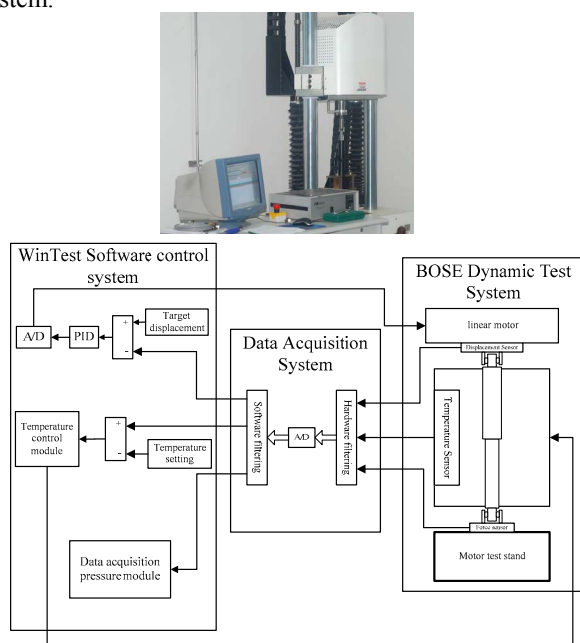 stem.
WinTest Software control
system
Target
displacement
+
-
A/D
PID
Temperature
control
module
+
-
Temperature
setting
Data acquisition
pressure module
Data Acquisition
System
Software filtering
A/D
Hardware filtering
BOSE Dynamic Test
System
linear motor
Displacement Sensor
Temperature Sensor
Force sensor
Motor test stand